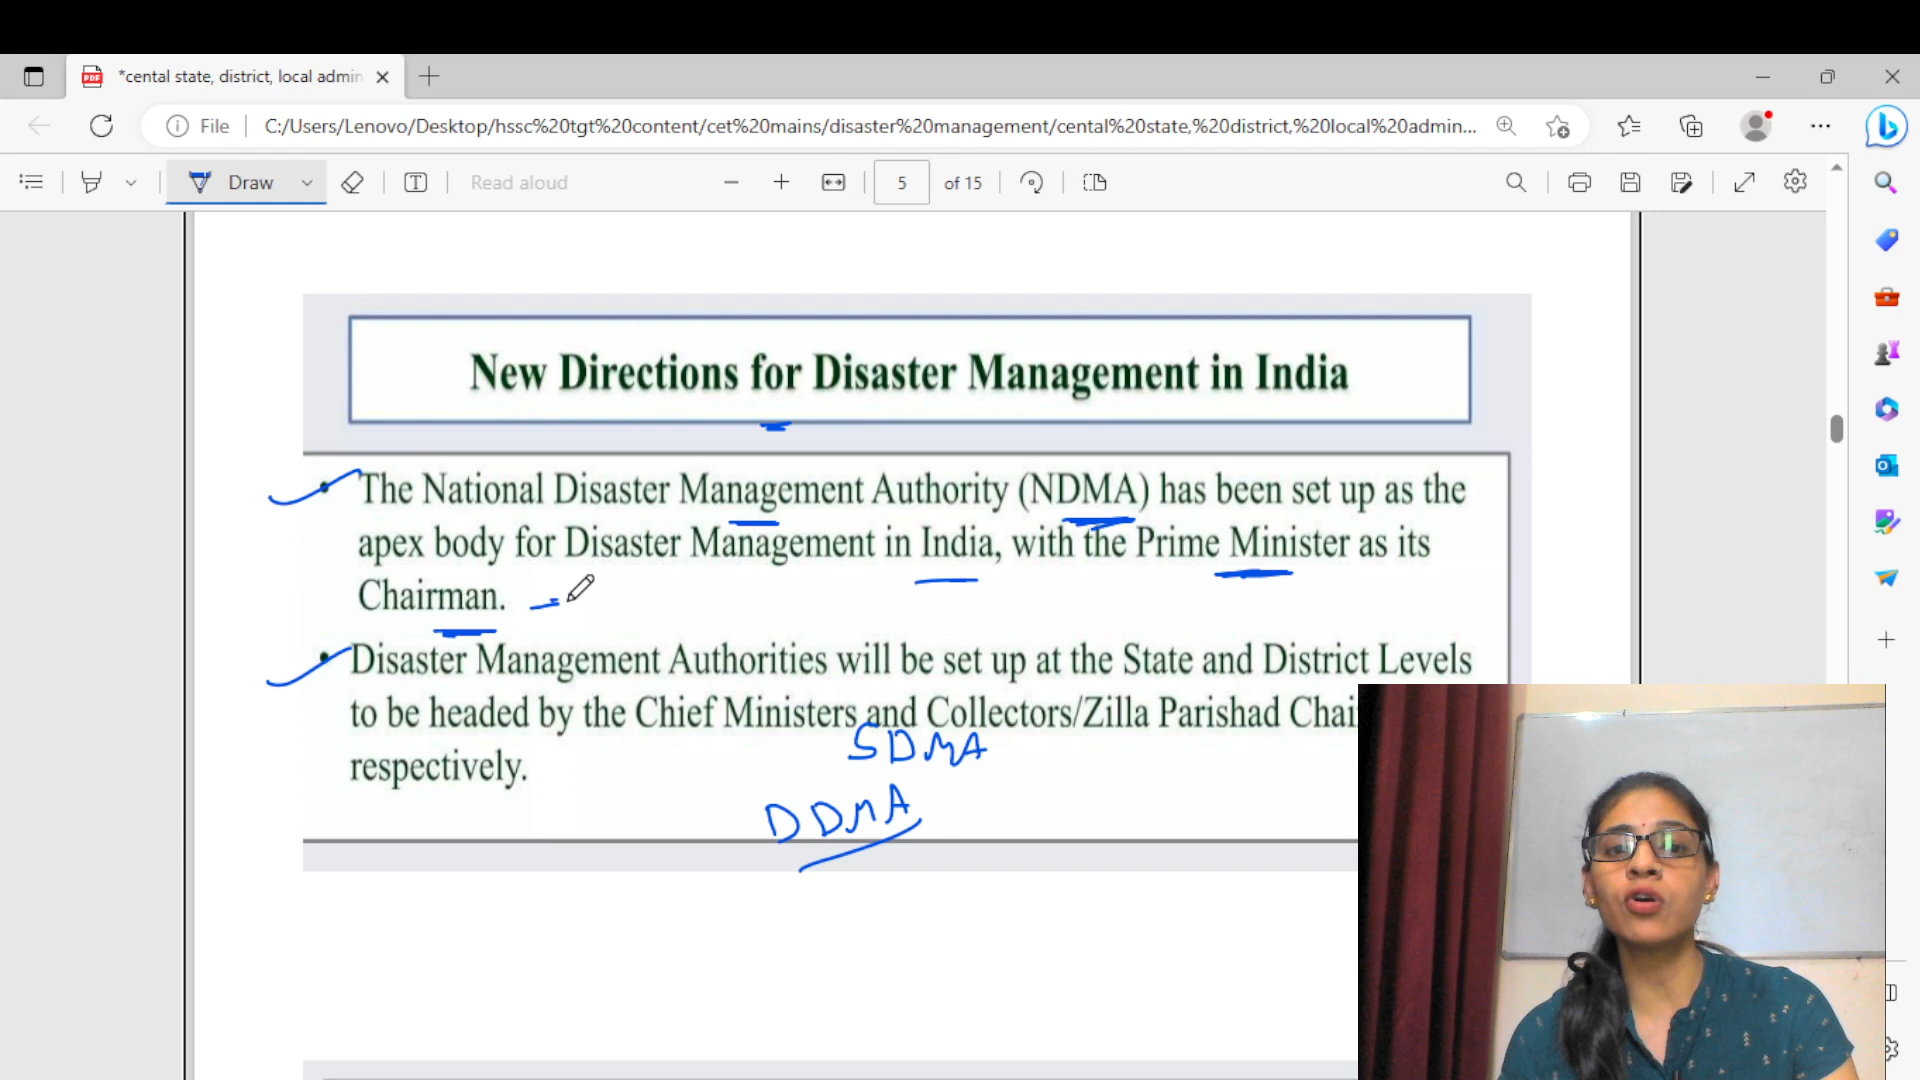 *cental state, district, local admin
File
C:/Users/Lenovo/Desktop/hssc%20tgt%20content/cet%20mains/disaster%20management/cental%20state,%20district,%20local%20admin...
Draw
Read aloud
5 of 15
New Directions for Disaster Management in India
• The National Disaster Management Authority (NDMA) has been set up as the
apex body for Disaster Management in India, with the Prime Minister as its
Chairman.
• Disaster Management Authorities will be set up at the State and District Levels
to be headed by the Chief Ministers and Collectors/Zilla Parishad Chai
respectively.
SDMA
DDMA